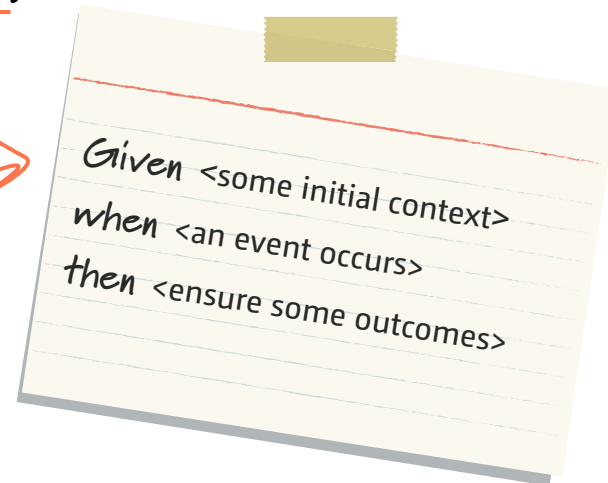 Given <some initial context>
when <an event occurs>
then <ensure some outcomes>